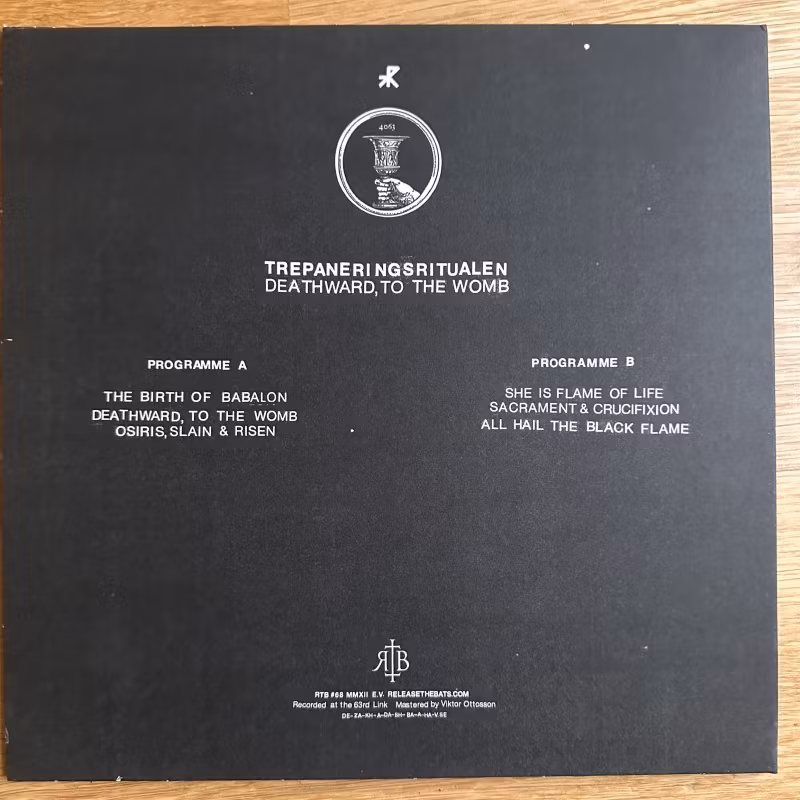 4063
TREPANERINGSRITUALEN
DEATHWARD, TO THE WOMB
PROGRAMME A
THE BIRTH OF BABALON
DEATHWARD, TO THE WOMB
OSIRIS, SLAIN & RISEN
PROGRAMME B
SHE IS FLAME OF LIFE
SACRAMENT & CRUCIFIXION
ALL HAIL THE BLACK FLAME
RTB
RTB #68 MMXII E.V. RELEASETHEBATS.COM
Recorded at the 63rd Link Mastered by Viktor Ottosson
DE-ZA-KH-A-DA-SH-BA-A-HA-V.SE